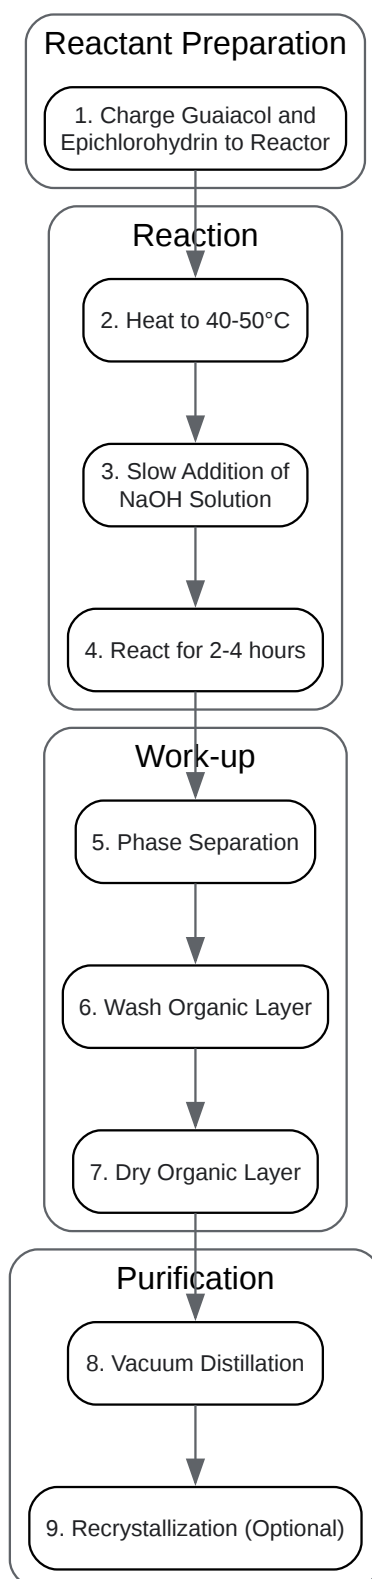 Reactant Preparation
1. Charge Guaiacol and
Epichlorohydrin to Reactor
Reaction
2. Heat to 40-50°C
3. Slow Addition of
NaOH Solution
4. React for 2-4 hours
Work-up
5. Phase Separation
6. Wash Organic Layer
7. Dry Organic Layer
Purification
8. Vacuum Distillation
9. Recrystallization (Optional)